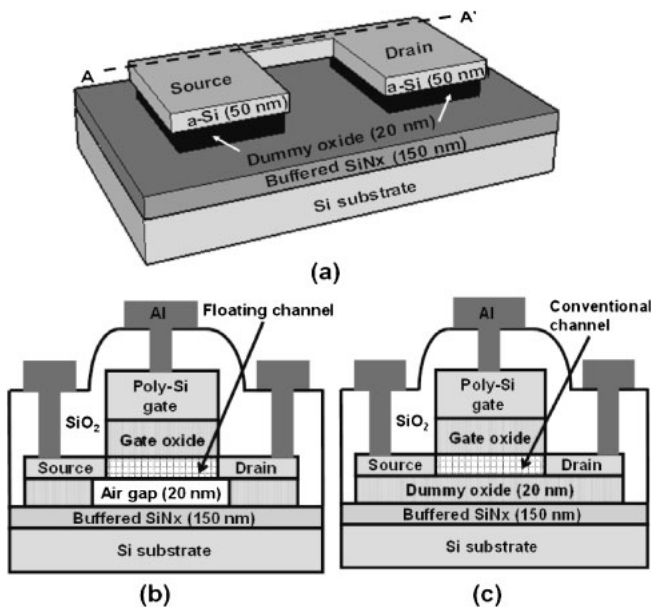 A'
A
Source
Drain
a-Si (50 nm)
a-Si (50 nm)
Dummy oxide (20 nm)
Buffered SiNx (150 nm)
Si substrate
(a)
Al
Floating channel
Poly-Si
gate
SiO₂
Gate oxide
Source
Drain
Air gap (20 nm)
Buffered SiNx (150 nm)
Si substrate
(b)
Al
Conventional
channel
Poly-Si
gate
SiO₂
Gate oxide
Source
Drain
Dummy oxide (20 nm)
Buffered SiNx (150 nm)
Si substrate
(c)